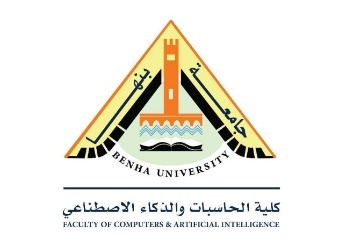 جامعة بنها
BENHA UNIVERSITY
كلية الحاسبات والذكاء الاصطناعي
FACULTY OF COMPUTERS & ARTIFICIAL INTELLIGENCE